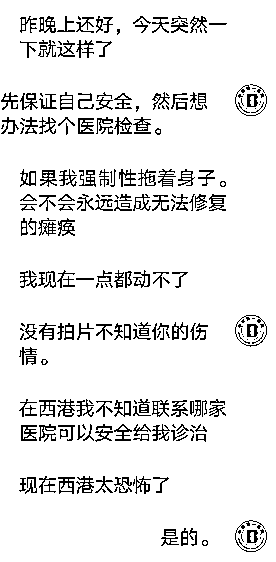 昨晚上还好，今天突然一
下就这样了
先保证自己安全，然后想
办法找个医院检查。
如果我强制性拖着身子。
会不会永远造成无法修复
的瘫痪
我现在一点都动不了
没有拍片不知道你的伤
情。
在西港我不知道联系哪家
医院可以安全给我诊治
现在西港太恐怖了
是的。